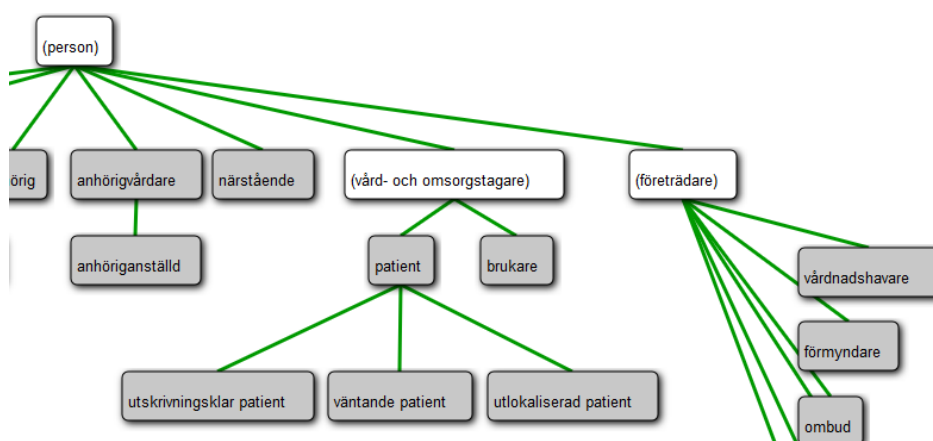 (person)
örig
anhörigvårdare
närstående
(vård- och omsorgstagare)
(företrädare)
anhöriganställd
patient
brukare
vårdnadshavare
förmyndare
utskrivningsklar patient
väntande patient
utlokaliserad patient
ombud